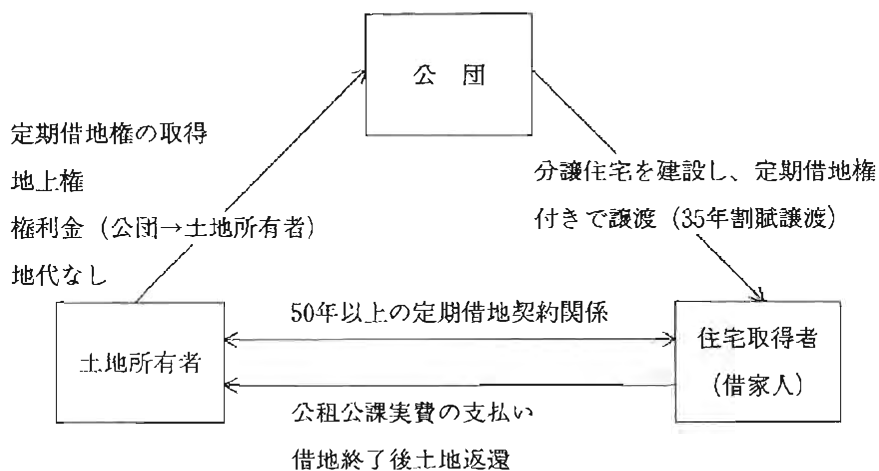 公 団
定期借地権の取得
地上権
権利金（公団→土地所有者）
地代なし
分譲住宅を建設し、定期借地権
付きで譲渡（35年割賦譲渡）
50年以上の定期借地契約関係
土地所有者
住宅取得者
（借家人）
公租公課実費の支払い
借地終了後土地返還